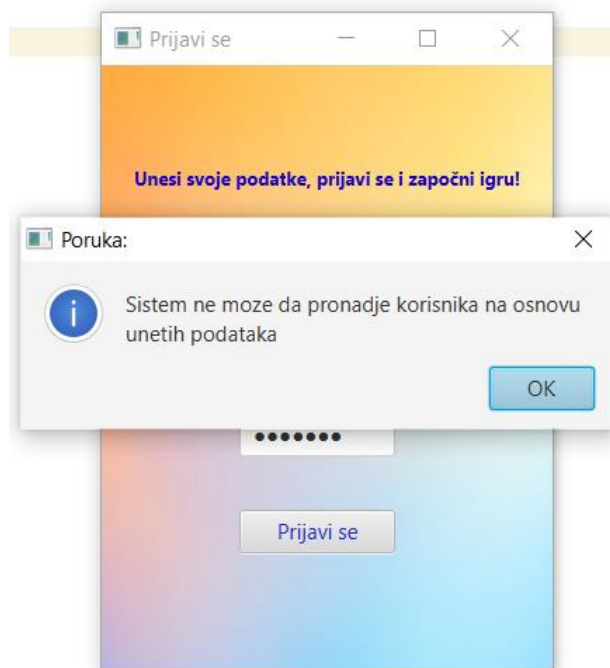 Prijavi se
Unesi svoje podatke, prijavi se i započni igru!
Poruka:
Sistem ne moze da pronadje korisnika na osnovu
unetih podataka
OK
Prijavi se